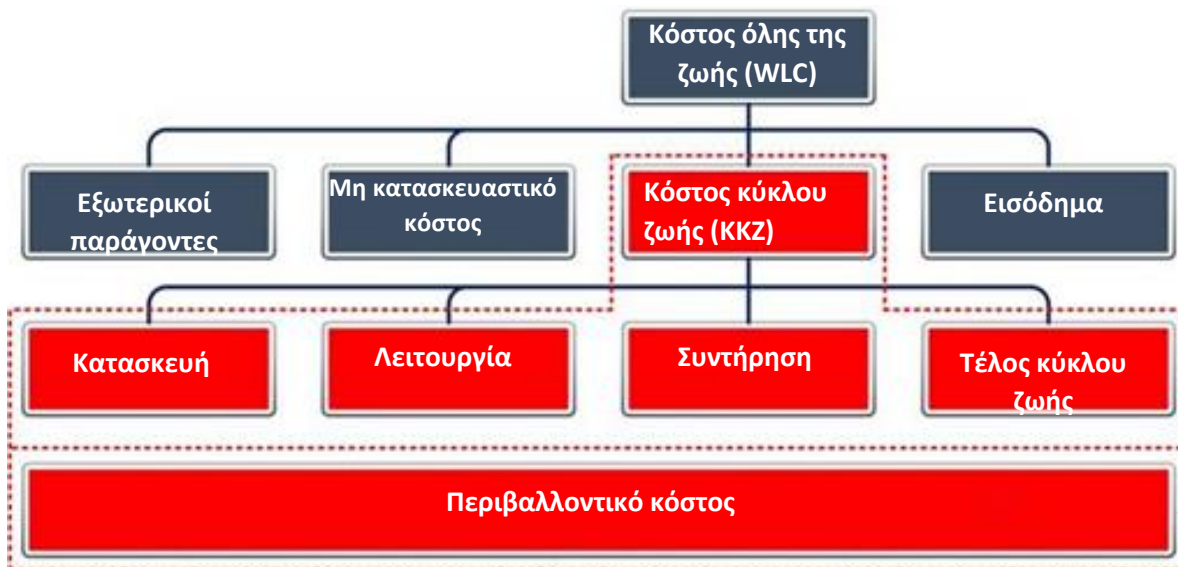 Κόστος όλης της
ζωής (WLC)
Εξωτερικοί
παράγοντες
Μη κατασκευαστικό
κόστος
Κόστος κύκλου
ζωής (ΚΚΖ)
Εισόδημα
Κατασκευή
Λειτουργία
Συντήρηση
Τέλος κύκλου
ζωής
Περιβαλλοντικό κόστος